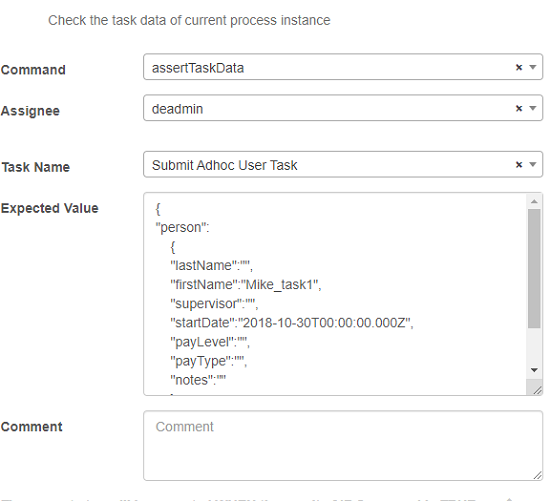 Check the task data of current process instance
Command assertTaskData × 
Assignee deadmin ×
Task Name Submit Adhoc User Task ×
Expected Value {
"person":
{
"lastName":"",
"firstName":"Mike_task1",
"supervisor":"",
"startDate":"2018-10-30T00:00:00.000Z",
"payLevel":"",
"payType":"",
"notes":""
Comment Comment